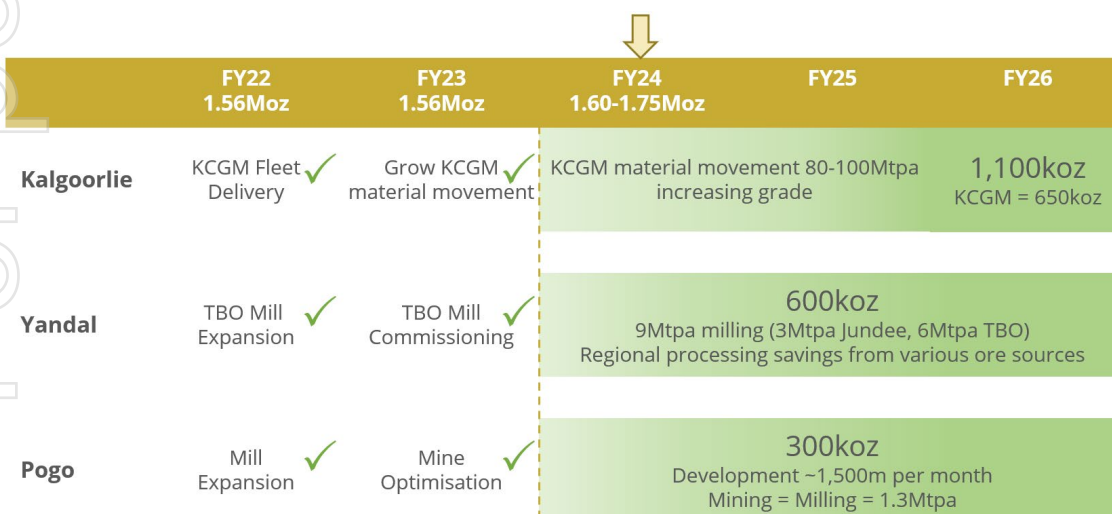 FY22 FY23 FY24 FY25 FY26
1.56Moz 1.56Moz 1.60-1.75Moz
Kalgoorlie
KCGM Fleet
Delivery
Grow KCGM
material movement
KCGM material movement 80-100Mtpa
increasing grade
1,100koz
KCGM = 650koz
Yandal
TBO Mill
Expansion
TBO Mill
Commissioning
600koz
9Mtpa milling (3Mtpa Jundee, 6Mtpa TBO)
Regional processing savings from various ore sources
Pogo
Mill
Expansion
Mine
Optimisation
300koz
Development ~1,500m per month
Mining = Milling = 1.3Mtpa